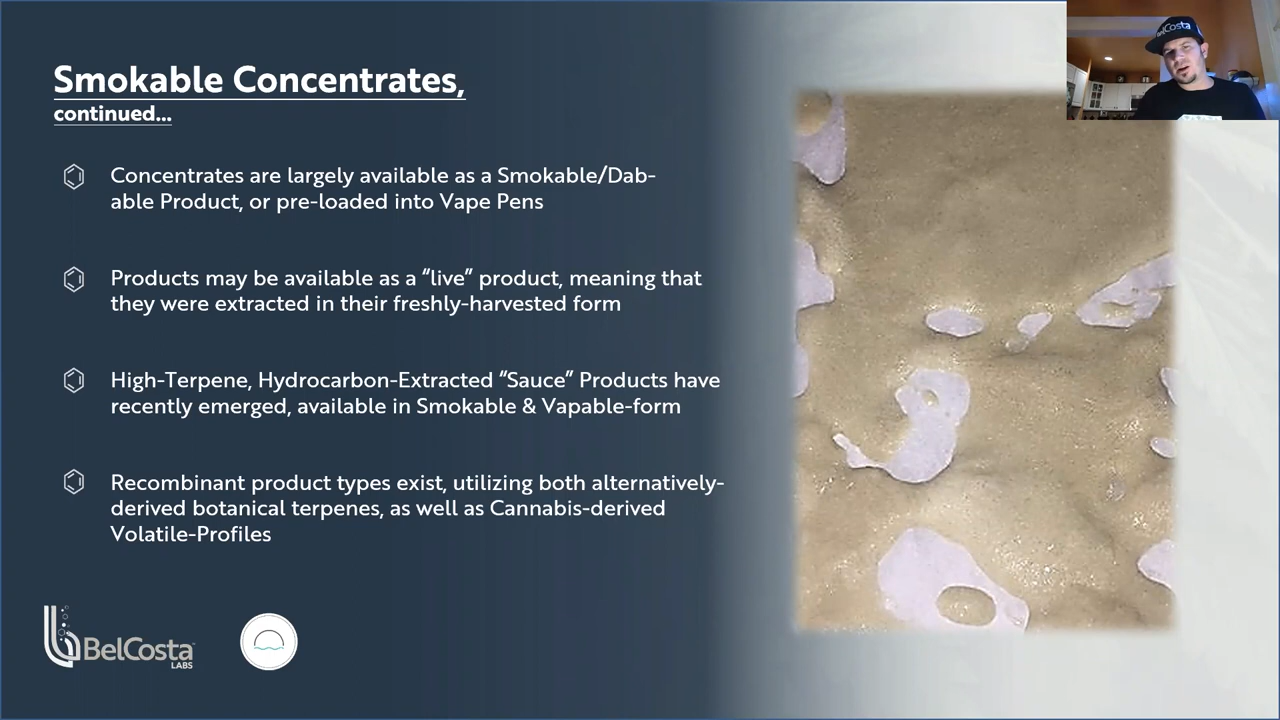 BelCosta
Smokable Concentrates,
continued...
Concentrates are largely available as a Smokable/Dab-
able Product, or pre-loaded into Vape Pens
Products may be available as a “live” product, meaning that
they were extracted in their freshly-harvested form
High-Terpene, Hydrocarbon-Extracted “Sauce” Products have
recently emerged, available in Smokable & Vapable-form
Recombinant product types exist, utilizing both alternatively-
derived botanical terpenes, as well as Cannabis-derived
Volatile-Profiles
BelCosta
LABS